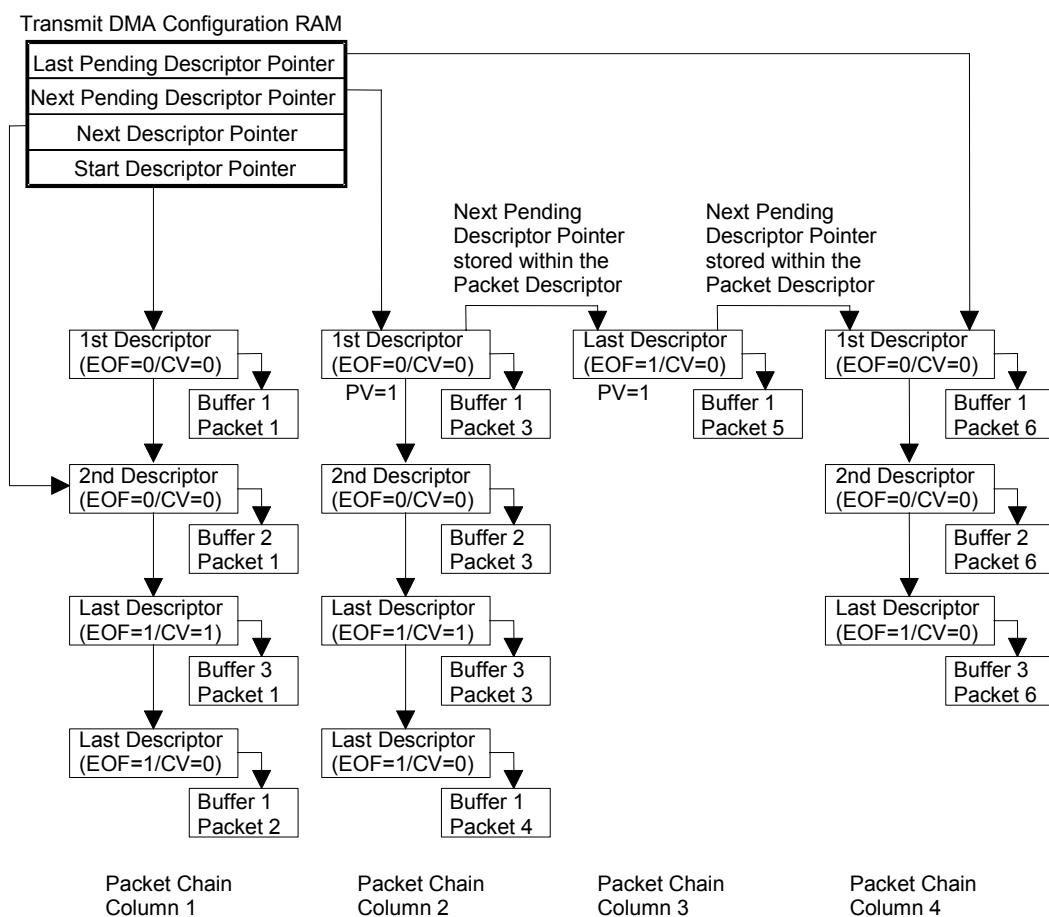 Transmit DMA Configuration RAM
Last Pending Descriptor Pointer
Next Pending Descriptor Pointer
Next Descriptor Pointer
Start Descriptor Pointer
Next Pending
Descriptor Pointer
stored within the
Packet Descriptor
Next Pending
Descriptor Pointer
stored within the
Packet Descriptor
1st Descriptor
(EOF=0/CV=0)
Buffer 1
Packet 1
2nd Descriptor
(EOF=0/CV=0)
Buffer 2
Packet 1
Last Descriptor
(EOF=1/CV=1)
Buffer 3
Packet 1
Last Descriptor
(EOF=1/CV=0)
Buffer 1
Packet 2
Packet Chain
Column 1
1st Descriptor
(EOF=0/CV=0)
PV=1
Buffer 1
Packet 3
2nd Descriptor
(EOF=0/CV=0)
Buffer 2
Packet 3
Last Descriptor
(EOF=1/CV=1)
Buffer 3
Packet 3
Last Descriptor
(EOF=1/CV=0)
Buffer 1
Packet 4
Packet Chain
Column 2
Last Descriptor
(EOF=1/CV=0)
PV=1
Buffer 1
Packet 5
Packet Chain
Column 3
1st Descriptor
(EOF=0/CV=0)
Buffer 1
Packet 6
2nd Descriptor
(EOF=0/CV=0)
Buffer 2
Packet 6
Last Descriptor
(EOF=1/CV=0)
Buffer 3
Packet 6
Packet Chain
Column 4